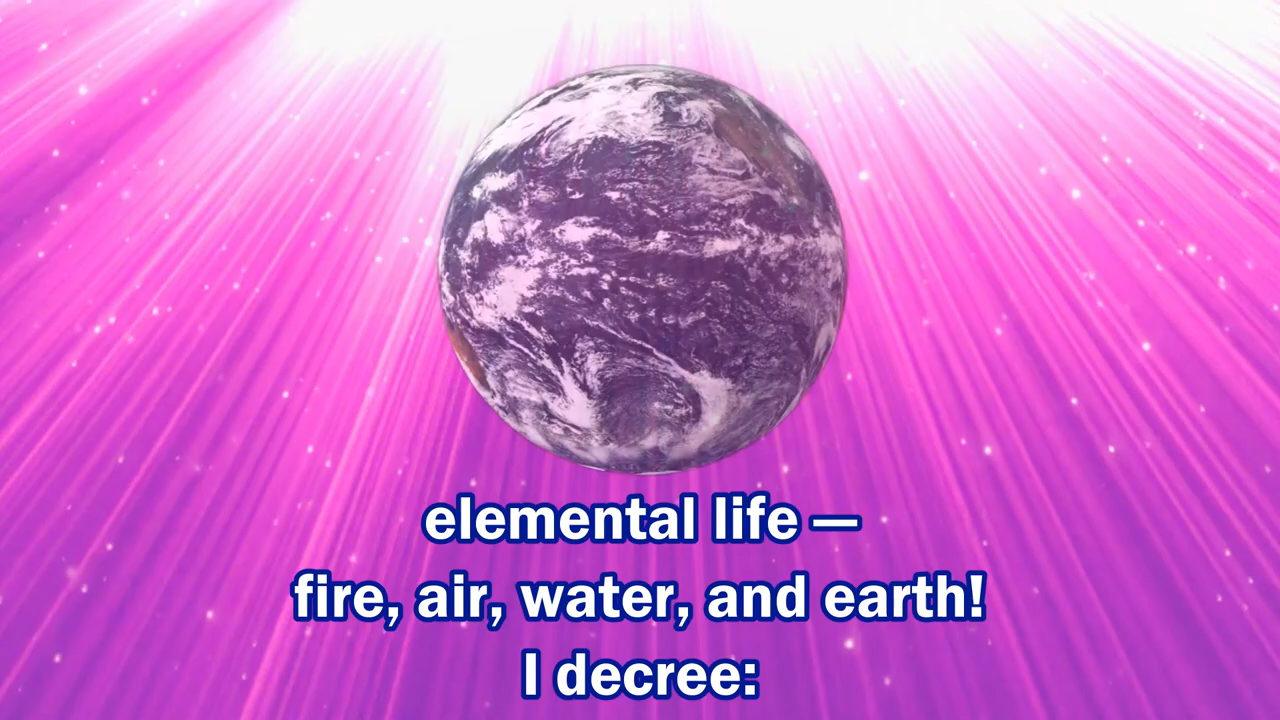 elemental life —
fire, air, water, and earth!
I decree: